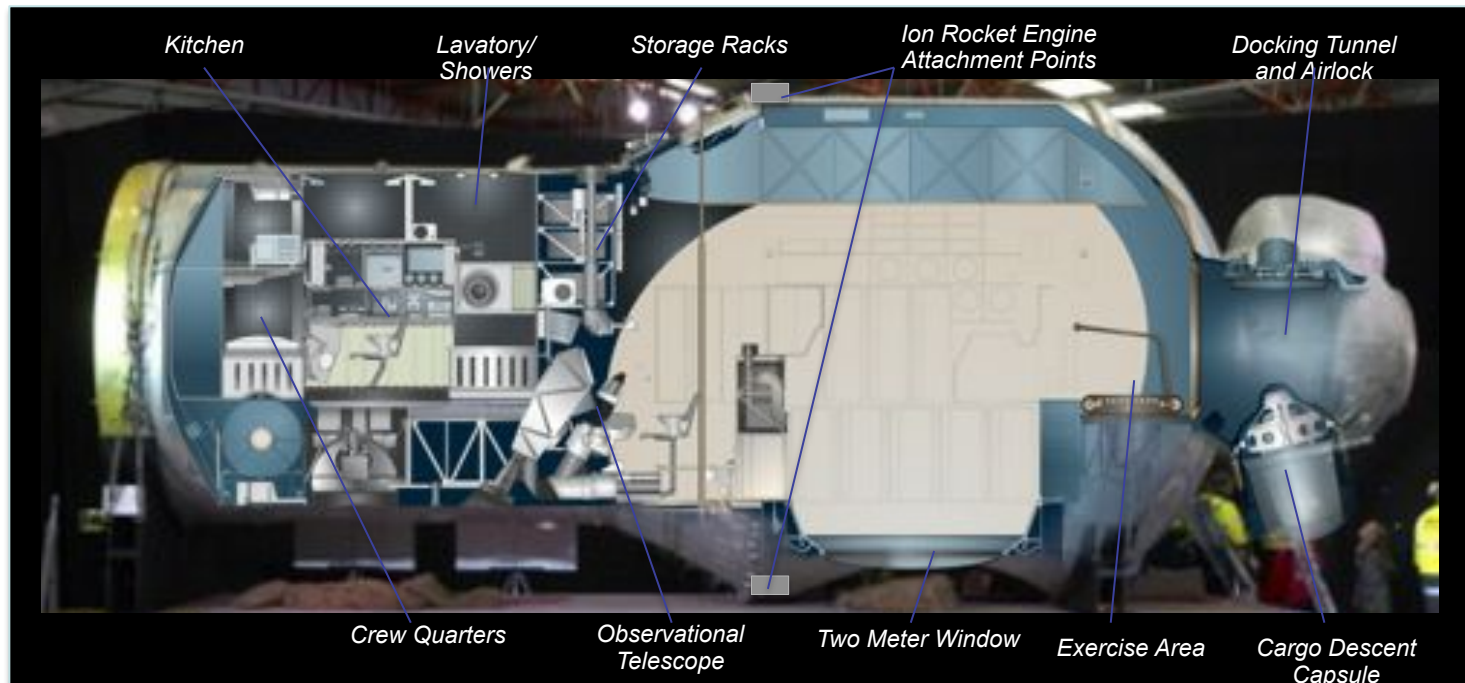 Kitchen
Lavatory/
Showers
Storage Racks
Ion Rocket Engine
Attachment Points
Docking Tunnel
and Airlock
Crew Quarters
Observational
Telescope
Two Meter Window
Exercise Area
Cargo Descent
Capsule